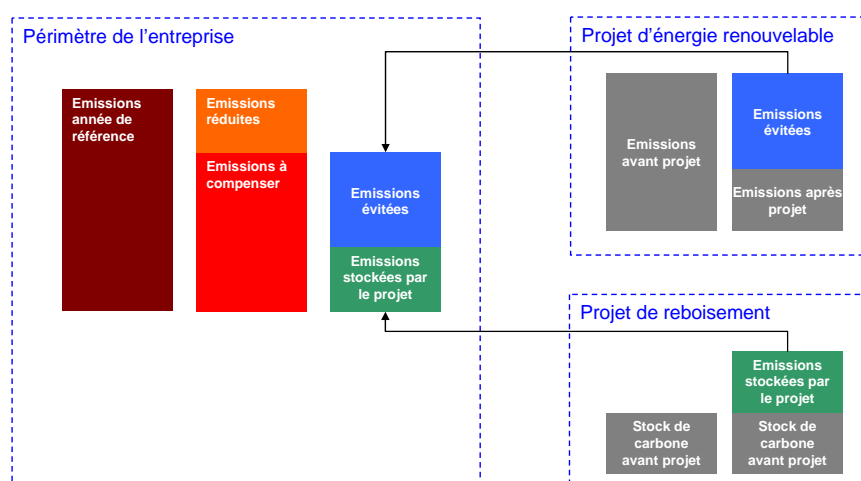 Périmètre de l'entreprise
Emissions
année de
référence
Emissions
réduites
Emissions à
compenser
Emissions
évitées
Emissions
stockées par
le projet
Projet d'énergie renouvelable
Emissions
avant projet
Emissions
évitées
Emissions après
projet
Projet de reboisement
Stock de
carbone
avant projet
Emissions
stockées par
le projet
Stock de
carbone
avant projet